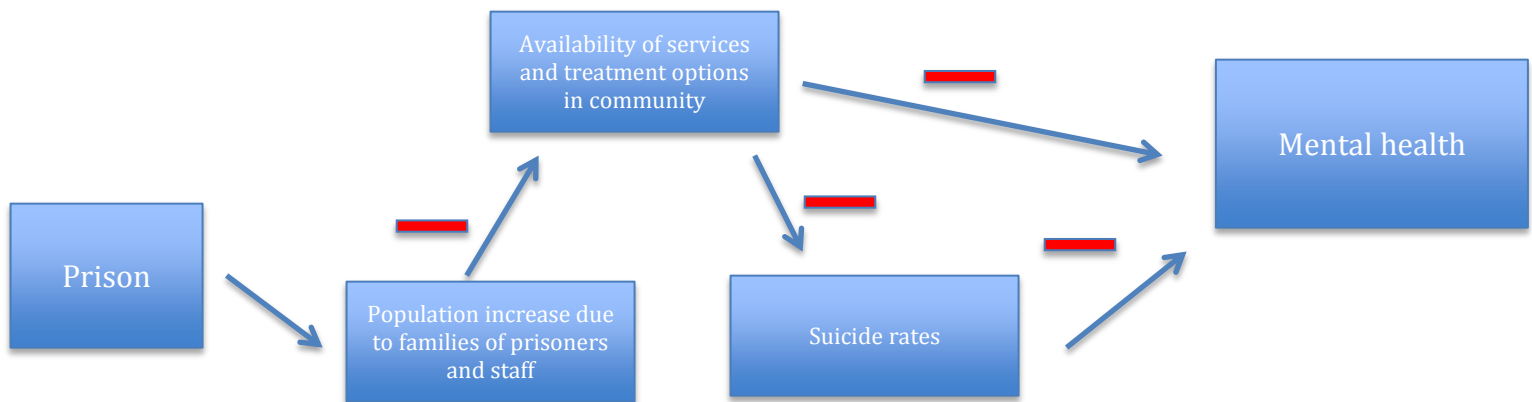 Availability of services
and treatment options
in community
Mental health
Prison
Population increase due
to families of prisoners
and staff
Suicide rates